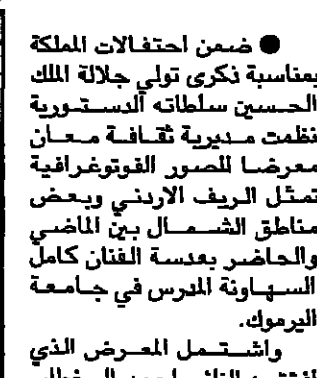 ● ضمن احتفالات المملكة
بمناسبة ذكرى تولي جلالة الملك
الحسين سلطاته الدستورية
نظمت مديرية ثقافة معان
معرضا للصور الفوتوغرافية
تمثل الريف الاردني وبعض
مناطق الشمال بين الماضي
والحاضر بعدسة الفنان كامل
السهاونة المدرس في جامعة
اليرموك.
واشتمل المعرض الذي